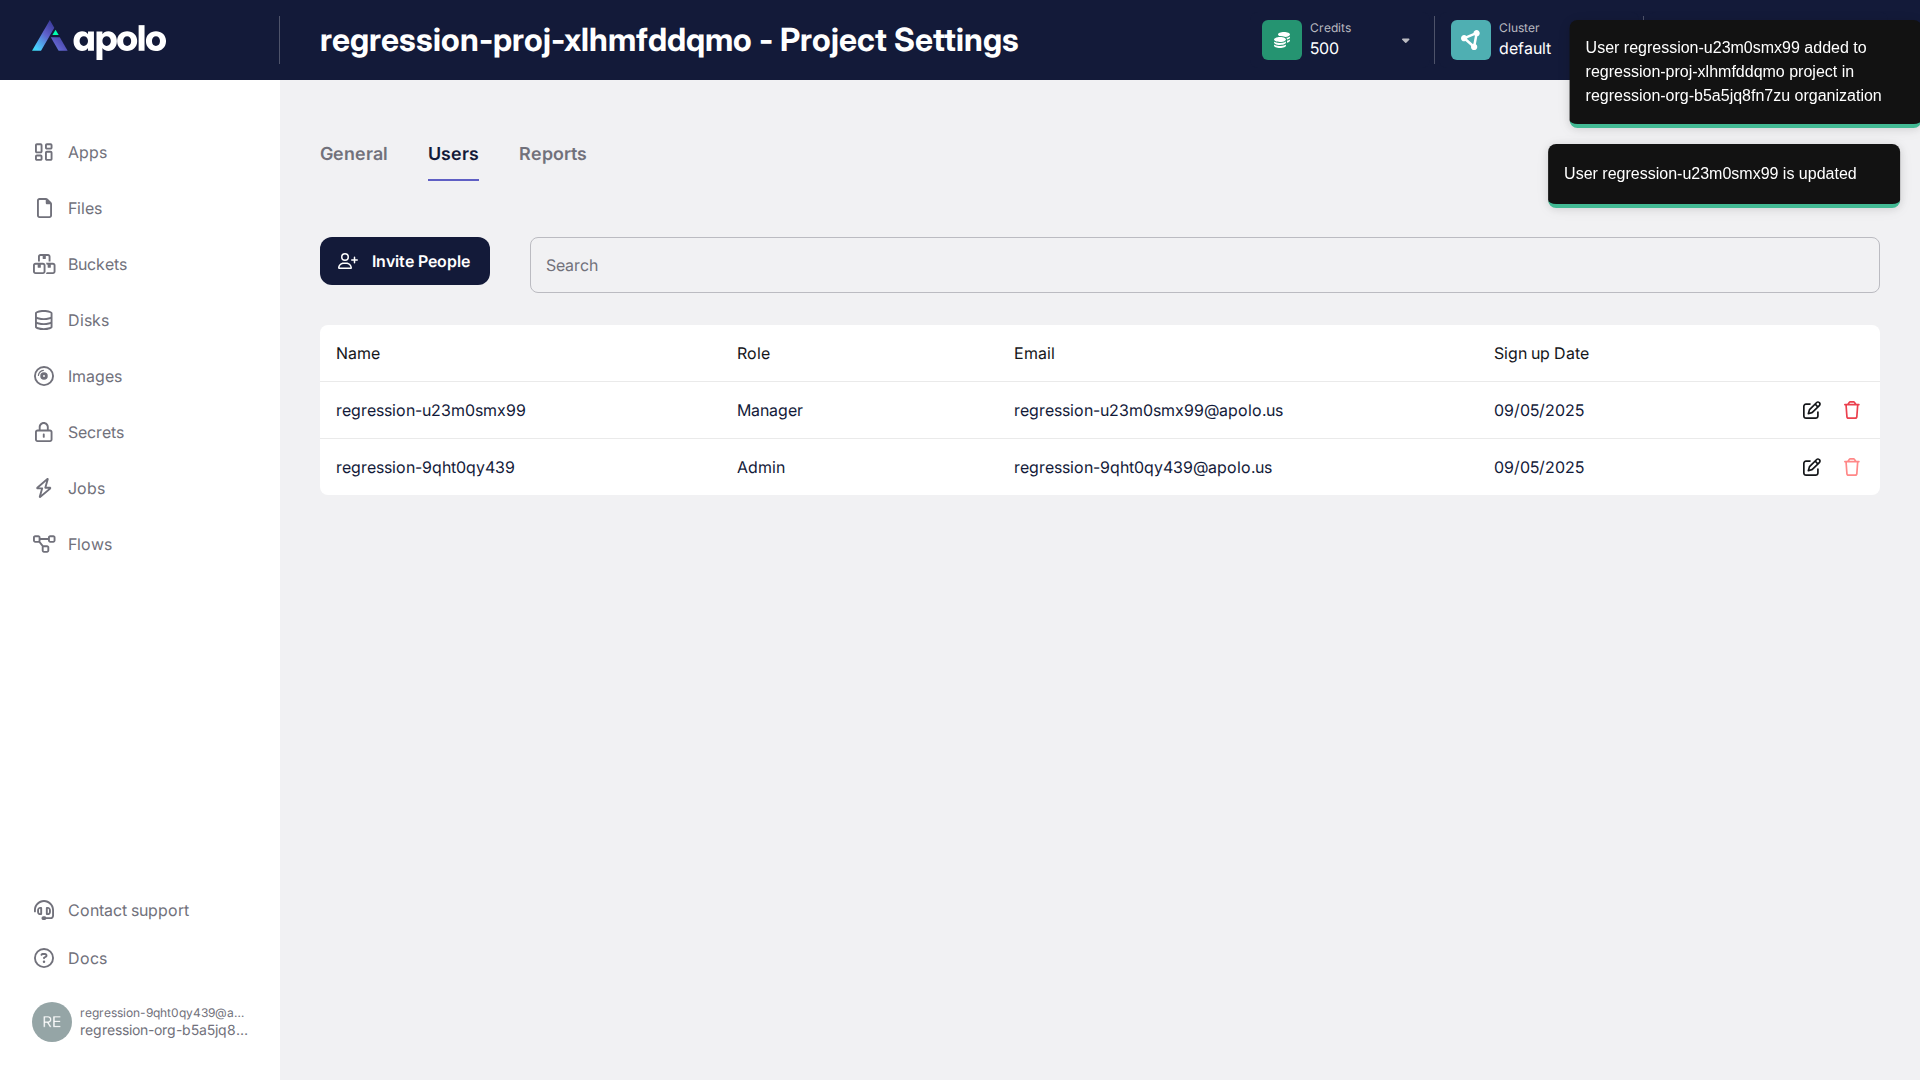 apolo
regression-proj-xlhmfddqmo - Project Settings
Credits
500
Cluster
default
User regression-u23m0smx99 added to
regression-proj-xlhmfddqmo project in
regression-org-b5a5jq8fn7zu organization
User regression-u23m0smx99 is updated
Apps
Files
Buckets
Disks
Images
Secrets
Jobs
Flows
General Users Reports
Invite People
Search
Name Role Email Sign up Date
regression-u23m0smx99 Manager regression-u23m0smx99@apolo.us 09/05/2025
regression-9qht0qy439 Admin regression-9qht0qy439@apolo.us 09/05/2025
Contact support
Docs
RE
regression-9qht0qy439@a...
regression-org-b5a5jq8...